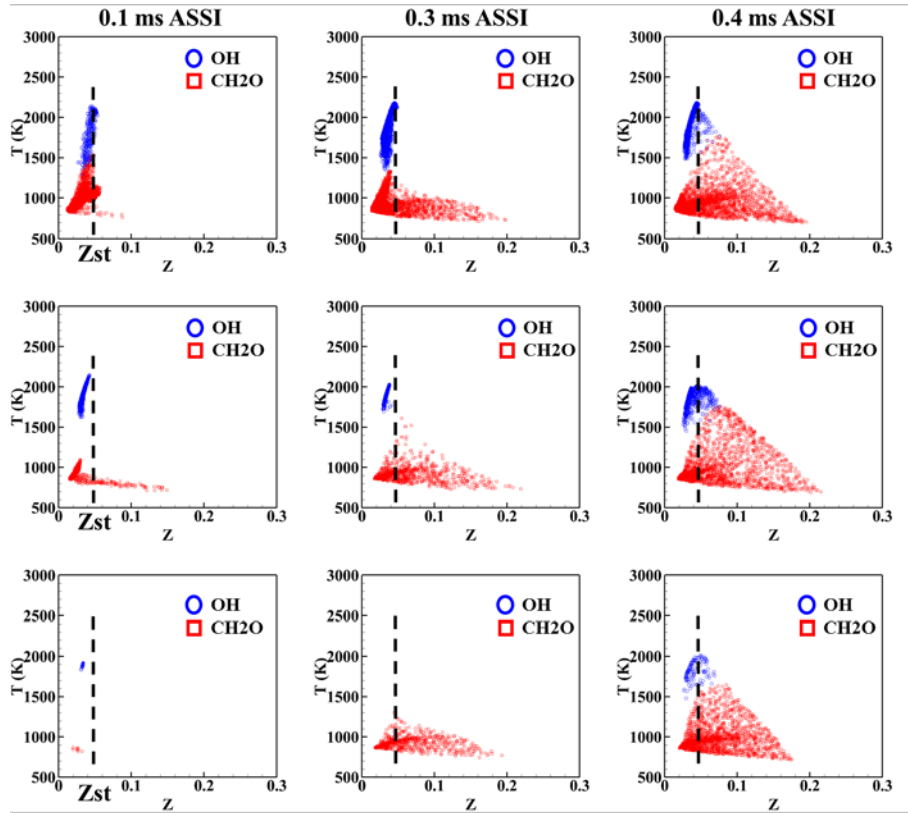 0.1 ms ASSI 0.3 ms ASSI 0.4 ms ASSI
3000 3000 3000
OH OH OH
2500 2500 2500
CH2O CH2O CH2O
2000 2000 2000
T (K) T (K) T (K)
1500 1500 1500
1000 1000 1000
500 500 500
0 Zst 0.1 0.2 0.3 0 0.1 0.2 0.3 0 0.1 0.2 0.3
Z Z Z
3000 3000 3000
OH OH OH
2500 2500 2500
CH2O CH2O CH2O
2000 2000 2000
T (K) T (K) T (K)
1500 1500 1500
1000 1000 1000
500 500 500
0 Zst 0.1 0.2 0.3 0 0.1 0.2 0.3 0 0.1 0.2 0.3
Z Z Z
3000 3000 3000
OH OH OH
2500 2500 2500
CH2O CH2O CH2O
2000 2000 2000
T (K) T (K) T (K)
1500 1500 1500
1000 1000 1000
500 500 500
0 Zst 0.1 0.2 0.3 0 0.1 0.2 0.3 0 0.1 0.2 0.3
Z Z Z